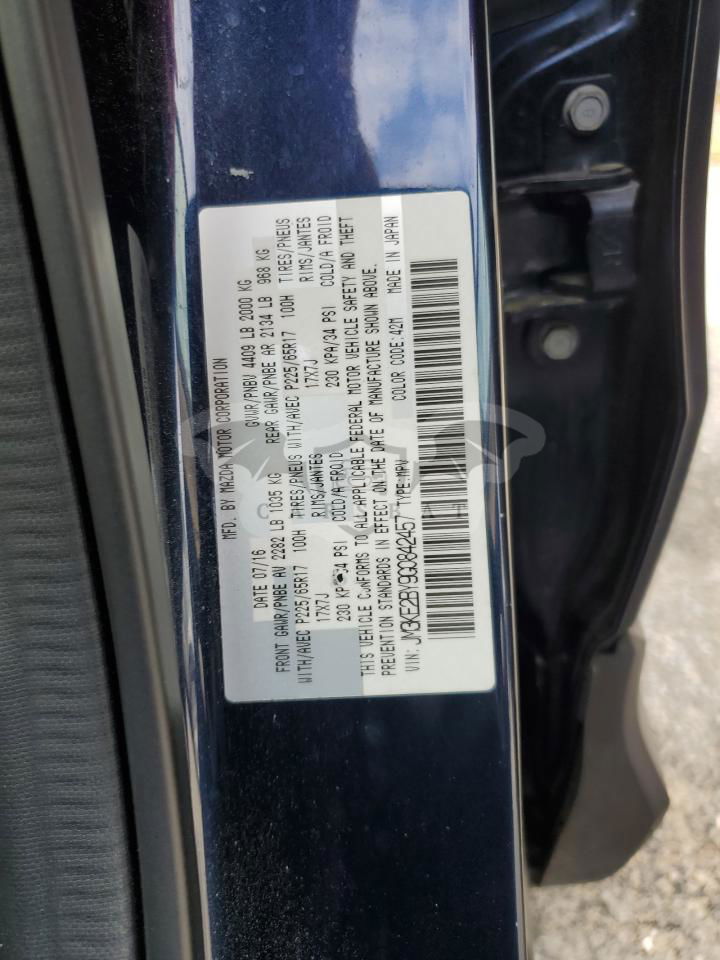 MFD. BY MAZDA MOTOR CORPORATION
DATE 07/16 GVWR/PNBV 4409 LB 2000 KG
FRONT GAWR/PNBE AV 2282 LB 1035 KG REAR GAWR/PNBE AR 2134 LB 968 KG
WITH/AVEC P225/65R17 100H TIRES/PNEUS WITH/AVEC P225/65R17 100H TIRES/PNEUS
17X7J RIMS/JANTES 17X7J RIMS/JANTES
230 34 PSI COLD/A FROID 230 KPA/34 PSI COLD/A FROID
THIS VEHICLE CONFORMS TO ALL APPLICABLE FEDERAL MOTOR VEHICLE SAFETY AND THEFT
PREVENTION STANDARDS IN EFFECT ON THE DATE OF MANUFACTURE SHOWN ABOVE.
VIN: JM3KE2BY9G0842457 TYPE:MPV COLOR CODE:42M MADE IN JAPAN